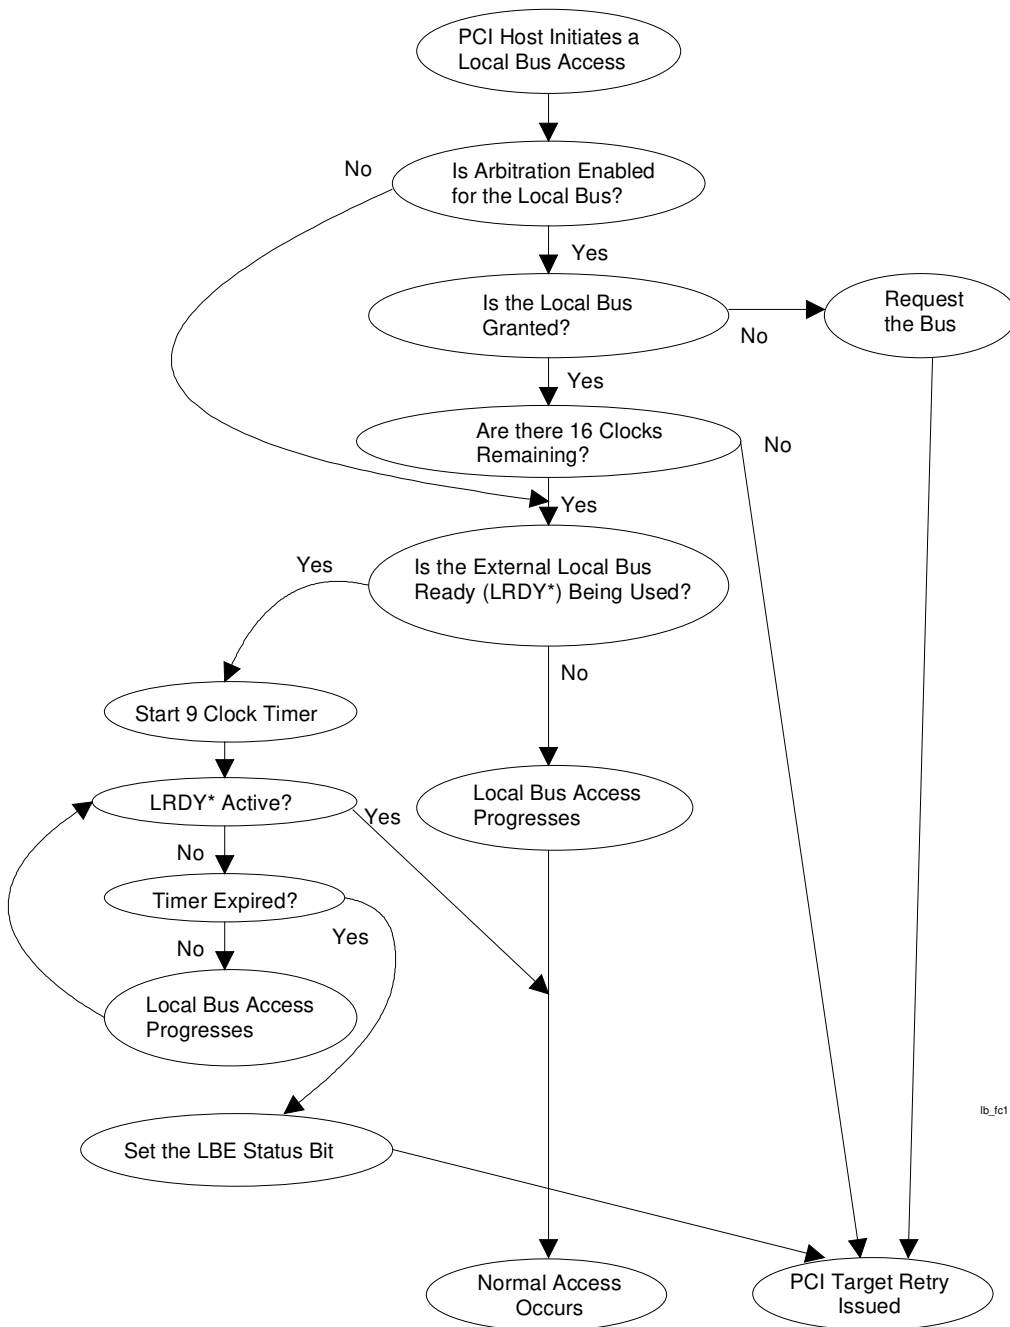 PCI Host Initiates a
Local Bus Access
No
Is Arbitration Enabled
for the Local Bus?
Yes
Is the Local Bus
Granted?
No
Request
the Bus
Yes
Are there 16 Clocks
Remaining?
No
Yes
Is the External Local Bus
Ready (LRDY*) Being Used?
Yes
No
Start 9 Clock Timer
LRDY* Active?
Yes
Local Bus Access
Progresses
No
Timer Expired?
Yes
No
Local Bus Access
Progresses
lb_fc1
Set the LBE Status Bit
Normal Access
Occurs
PCI Target Retry
Issued